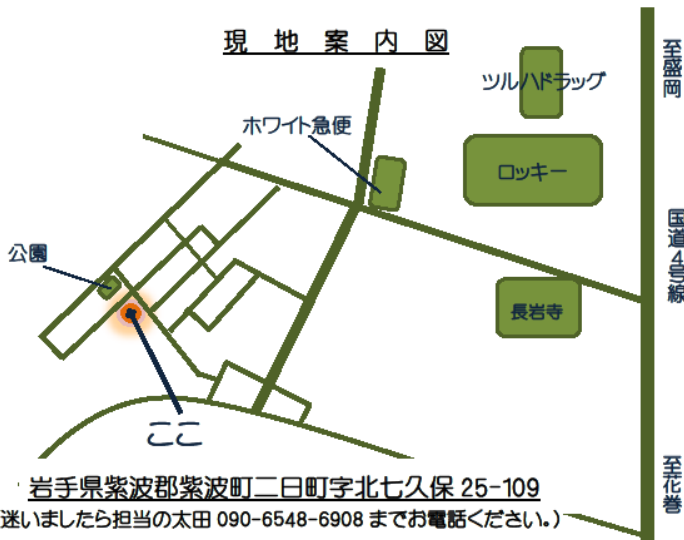 現地案内図
至盛岡
ツルハドラッグ
ホワイト急便
ロッキー
国道4号線
公園
長岩寺
ここ
至花巻
岩手県紫波郡紫波町二日町字北七久保 25-109
迷いましたら担当の太田 090-6548-6908 までお電話ください。)